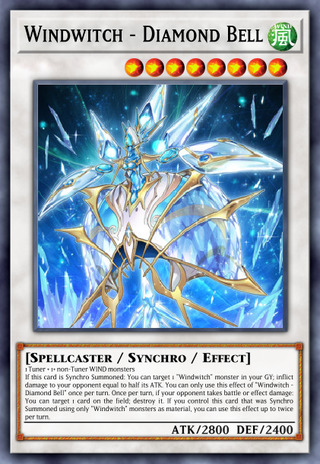 Windwitch - Diamond Bell
風
[Spellcaster / Synchro / Effect]
1 Tuner + 1+ non-Tuner WIND monsters
If this card is Synchro Summoned: You can target 1 "Windwitch" monster in your GY; inflict
damage to your opponent equal to half its ATK. You can only use this effect of "Windwitch -
Diamond Bell" once per turn. Once per turn, if your opponent takes battle or effect damage:
You can target 1 card on the field; destroy it. If you control this card that was Synchro
Summoned using only "Windwitch" monsters as material, you can use this effect up to twice
per turn.
ATK/2800 DEF/2400